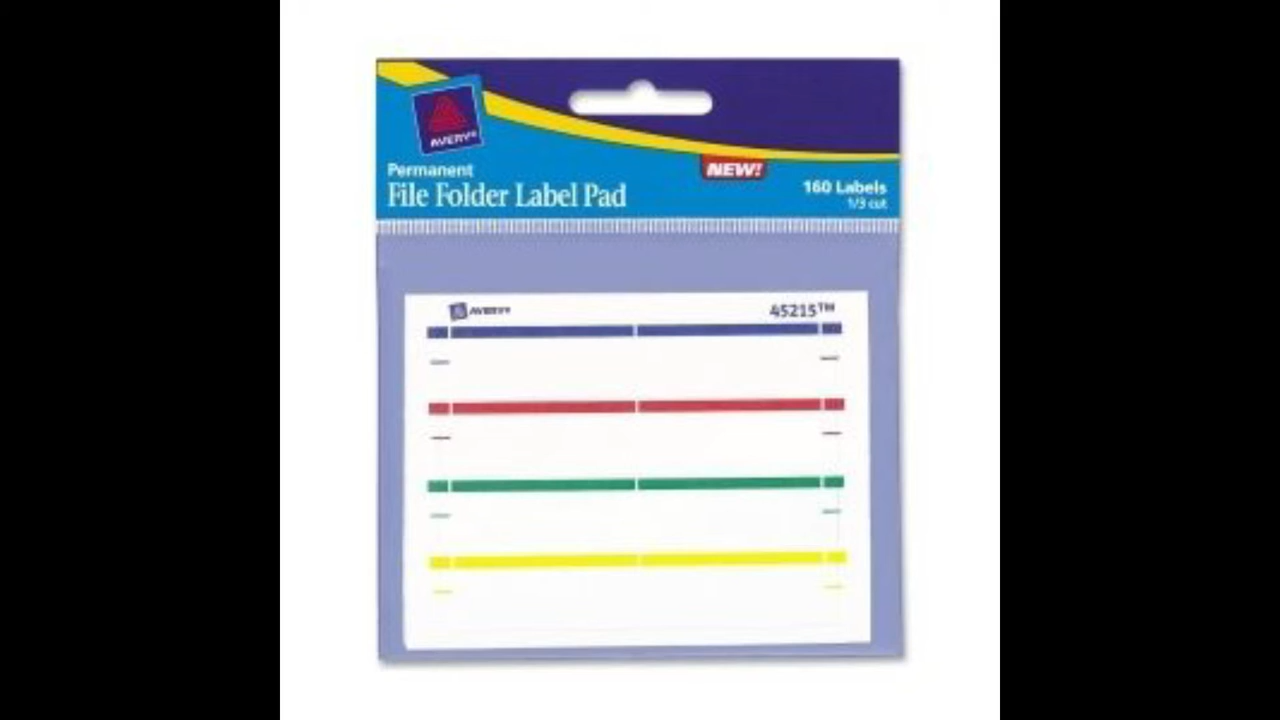 AVERY®
Permanent
File Folder Label Pad
NEW!
160 Labels
1/3 cut
AVERY®
45215™